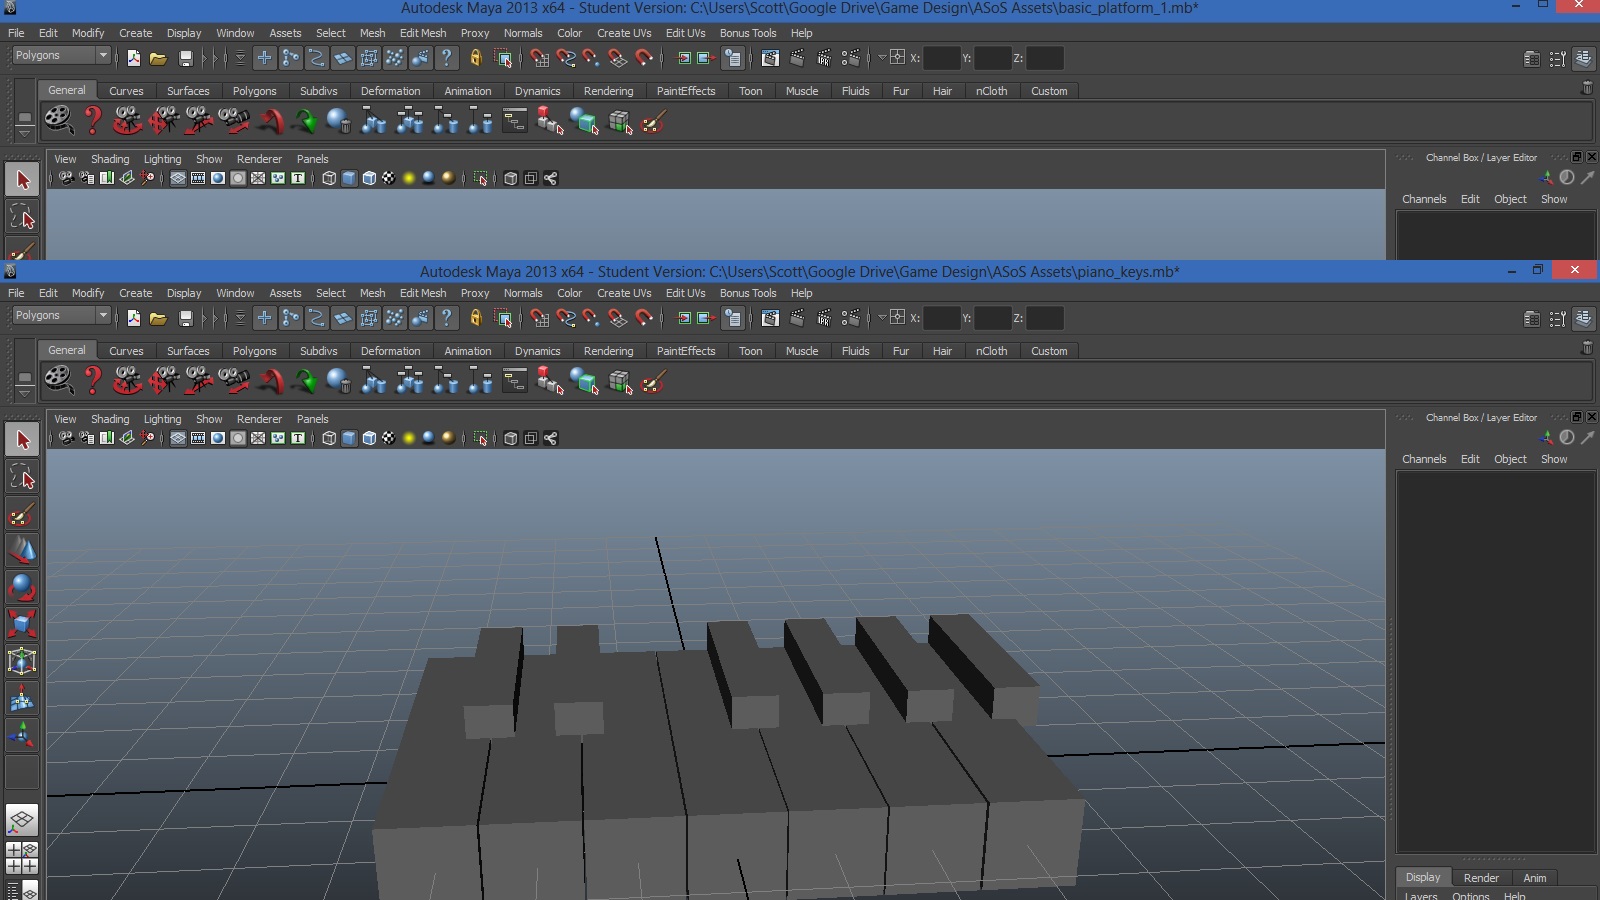 Autodesk Maya 2013 x64 - Student Version: C:\Users\Scott\Google Drive\Game Design\ASoS Assets\basic_platform_1.mb*
File Edit Modify Create Display Window Assets Select Mesh Edit Mesh Proxy Normals Color Create UVs Edit UVs Bonus Tools Help
Polygons X: Y: Z:
General Curves Surfaces Polygons Subdivs Deformation Animation Dynamics Rendering PaintEffects Toon Muscle Fluids Fur Hair nCloth Custom
View Shading Lighting Show Renderer Panels
Channel Box / Layer Editor
Channels Edit Object Show
Autodesk Maya 2013 x64 - Student Version: C:\Users\Scott\Google Drive\Game Design\ASoS Assets\piano_keys.mb*
File Edit Modify Create Display Window Assets Select Mesh Edit Mesh Proxy Normals Color Create UVs Edit UVs Bonus Tools Help
Polygons X: Y: Z:
General Curves Surfaces Polygons Subdivs Deformation Animation Dynamics Rendering PaintEffects Toon Muscle Fluids Fur Hair nCloth Custom
View Shading Lighting Show Renderer Panels
Channel Box / Layer Editor
Channels Edit Object Show
Display Render Anim
Layers Options Help